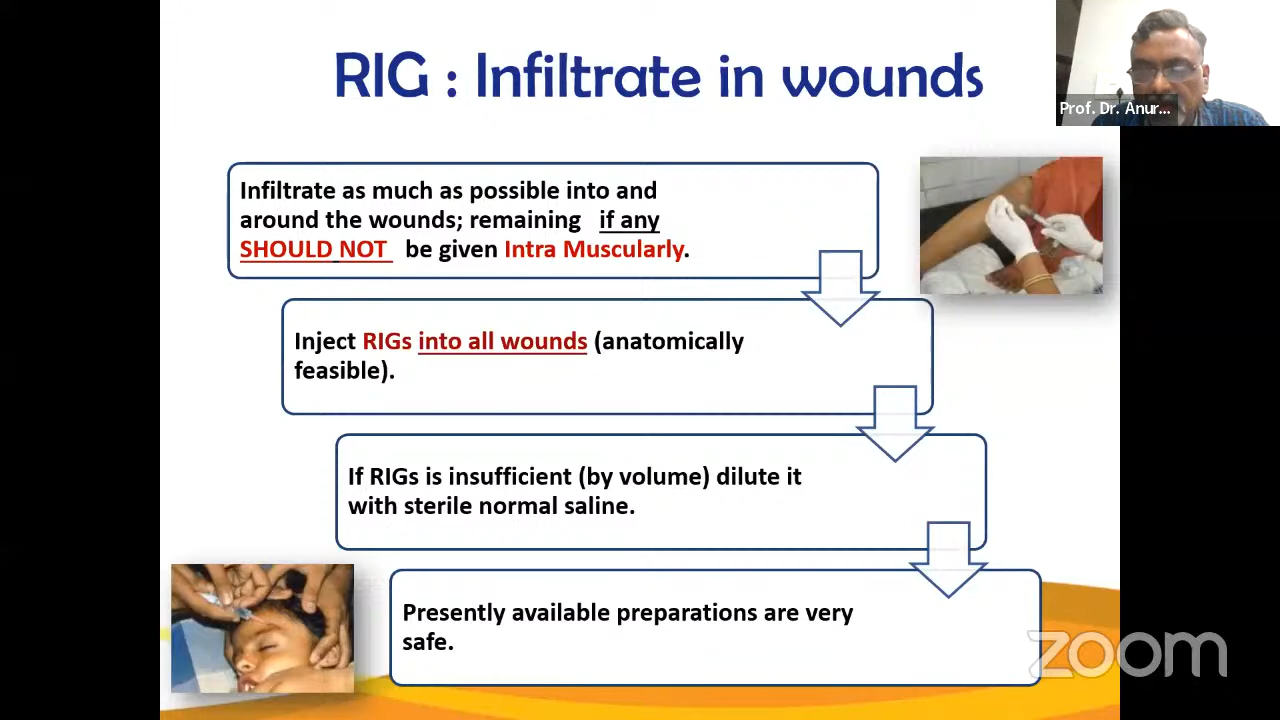 RIG : Infiltrate in wounds
Prof. Dr. Anur...
Infiltrate as much as possible into and
around the wounds; remaining if any
SHOULD NOT be given Intra Muscularly.
Inject RIGs into all wounds (anatomically
feasible).
If RIGs is insufficient (by volume) dilute it
with sterile normal saline.
Presently available preparations are very
safe.
zoom